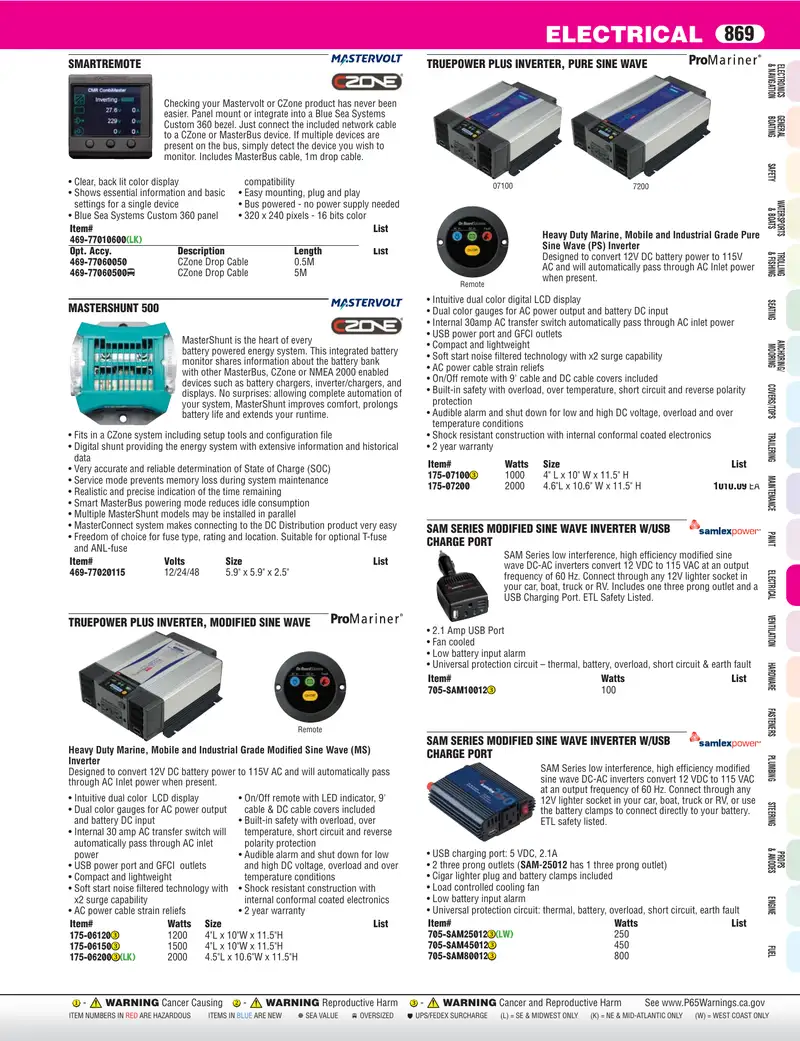 ELECTRICAL 869
SMARTREMOTE
MASTERVOLT
CZONE
CMR CombiMaster
Inverting
27.6 V 0A
229 V 0A
0W 0A
Checking your Mastervolt or CZone product has never been
easier. Panel mount or integrate into a Blue Sea Systems
Custom 360 bezel. Just connect the included network cable
to a CZone or MasterBus device. If multiple devices are
present on the bus, simply detect the device you wish to
monitor. Includes MasterBus cable, 1m drop cable.
• Clear, back lit color display
• Shows essential information and basic
settings for a single device
• Blue Sea Systems Custom 360 panel
compatibility
• Easy mounting, plug and play
• Bus powered - no power supply needed
• 320 x 240 pixels - 16 bits color
Item# List
469-77010600(LK)
Opt. Accy. Description Length List
469-77060050 CZone Drop Cable 0.5M
469-77060500 CZone Drop Cable 5M
MASTERSHUNT 500
MASTERVOLT
CZONE
MasterShunt is the heart of every
battery powered energy system. This integrated battery
monitor shares information about the battery bank
with other MasterBus, CZone or NMEA 2000 enabled
devices such as battery chargers, inverter/chargers, and
displays. No surprises: allowing complete automation of
your system, MasterShunt improves comfort, prolongs
battery life and extends your runtime.
• Fits in a CZone system including setup tools and configuration file
• Digital shunt providing the energy system with extensive information and historical
data
• Very accurate and reliable determination of State of Charge (SOC)
• Service mode prevents memory loss during system maintenance
• Realistic and precise indication of the time remaining
• Smart MasterBus powering mode reduces idle consumption
• Multiple MasterShunt models may be installed in parallel
• MasterConnect system makes connecting to the DC Distribution product very easy
• Freedom of choice for fuse type, rating and location. Suitable for optional T-fuse
and ANL-fuse
Item# Volts Size List
469-77020115 12/24/48 5.9" x 5.9" x 2.5"
TRUEPOWER PLUS INVERTER, MODIFIED SINE WAVE
ProMariner®
Remote
Heavy Duty Marine, Mobile and Industrial Grade Modified Sine Wave (MS)
Inverter
Designed to convert 12V DC battery power to 115V AC and will automatically pass
through AC Inlet power when present.
• Intuitive dual color LCD display
• Dual color gauges for AC power output
and battery DC input
• Internal 30 amp AC transfer switch will
automatically pass through AC inlet
power
• USB power port and GFCI outlets
• Compact and lightweight
• Soft start noise filtered technology with
x2 surge capability
• AC power cable strain reliefs
• On/Off remote with LED indicator, 9'
cable & DC cable covers included
• Built-in safety with overload, over
temperature, short circuit and reverse
polarity protection
• Audible alarm and shut down for low
and high DC voltage, overload and over
temperature conditions
• Shock resistant construction with
internal conformal coated electronics
• 2 year warranty
Item# Watts Size List
175-06120③ 1200 4"L x 10"W x 11.5"H
175-06150③ 1500 4"L x 10"W x 11.5"H
175-06200③(LK) 2000 4.5"L x 10.6"W x 11.5"H
TRUEPOWER PLUS INVERTER, PURE SINE WAVE
ProMariner®
07100
7200
Remote
Heavy Duty Marine, Mobile and Industrial Grade Pure
Sine Wave (PS) Inverter
Designed to convert 12V DC battery power to 115V
AC and will automatically pass through AC Inlet power
when present.
• Intuitive dual color digital LCD display
• Dual color gauges for AC power output and battery DC input
• Internal 30amp AC transfer switch automatically pass through AC inlet power
• USB power port and GFCI outlets
• Compact and lightweight
• Soft start noise filtered technology with x2 surge capability
• AC power cable strain reliefs
• On/Off remote with 9' cable and DC cable covers included
• Built-in safety with overload, over temperature, short circuit and reverse polarity
protection
• Audible alarm and shut down for low and high DC voltage, overload and over
temperature conditions
• Shock resistant construction with internal conformal coated electronics
• 2 year warranty
Item# Watts Size List
175-07100③ 1000 4" L x 10" W x 11.5" H
175-07200 2000 4.6"L x 10.6" W x 11.5" H 1010.09 EA
SAM SERIES MODIFIED SINE WAVE INVERTER W/USB
CHARGE PORT
samlexpower
SAM Series low interference, high efficiency modified sine
wave DC-AC inverters convert 12 VDC to 115 VAC at an output
frequency of 60 Hz. Connect through any 12V lighter socket in
your car, boat, truck or RV. Includes one three prong outlet and a
USB Charging Port. ETL Safety Listed.
• 2.1 Amp USB Port
• Fan cooled
• Low battery input alarm
• Universal protection circuit – thermal, battery, overload, short circuit & earth fault
Item# Watts List
705-SAM10012③ 100
SAM SERIES MODIFIED SINE WAVE INVERTER W/USB
CHARGE PORT
samlexpower
SAM Series low interference, high efficiency modified
sine wave DC-AC inverters convert 12 VDC to 115 VAC
at an output frequency of 60 Hz. Connect through any
12V lighter socket in your car, boat, truck or RV, or use
the battery clamps to connect directly to your battery.
ETL safety listed.
• USB charging port: 5 VDC, 2.1A
• 2 three prong outlets (SAM-25012 has 1 three prong outlet)
• Cigar lighter plug and battery clamps included
• Load controlled cooling fan
• Low battery input alarm
• Universal protection circuit: thermal, battery, overload, short circuit, earth fault
Item# Watts List
705-SAM25012③(LW) 250
705-SAM45012③ 450
705-SAM80012③ 800
ELECTRONICS
& NAVIGATION
GENERAL
BOATING
SAFETY
WATERSPORTS
& BOATS
TROLLING
& FISHING
SEATING
ANCHORING/
MOORING
COVERS/TOPS
TRAILERING
MAINTENANCE
PAINT
ELECTRICAL
VENTILATION
HARDWARE
FASTENERS
PLUMBING
STEERING
PROPS
& ANODES
ENGINE
FUEL
① - WARNING Cancer Causing ② - WARNING Reproductive Harm ③ - WARNING Cancer and Reproductive Harm See www.P65Warnings.ca.gov
ITEM NUMBERS IN RED ARE HAZARDOUS ITEMS IN BLUE ARE NEW SEA VALUE OVERSIZED UPS/FEDEX SURCHARGE (L) = SE & MIDWEST ONLY (K) = NE & MID-ATLANTIC ONLY (W) = WEST COAST ONLY